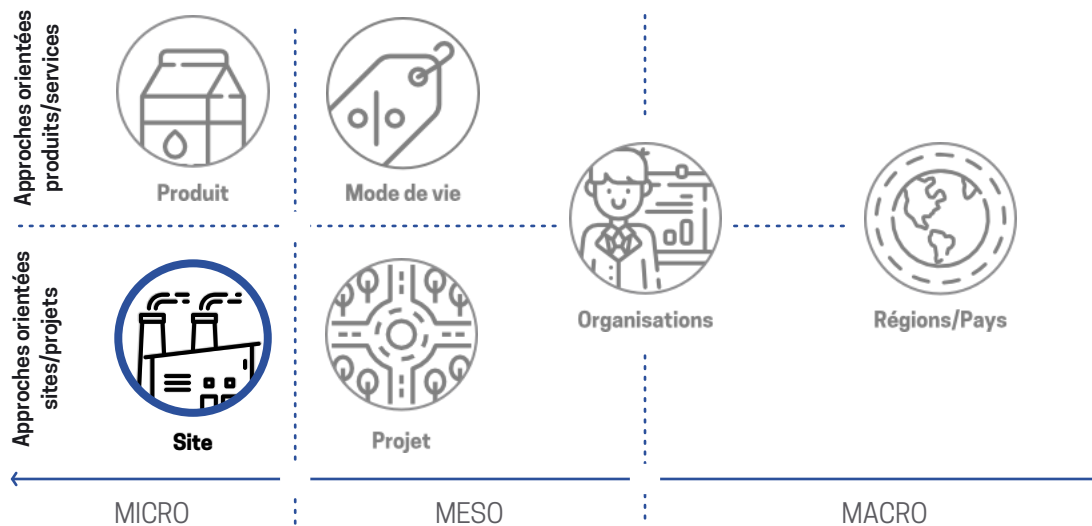 Approches orientées
produits/services
Produit
Mode de vie
Organisations
Régions/Pays
Approches orientées
sites/projets
Site
Projet
MICRO
MESO
MACRO